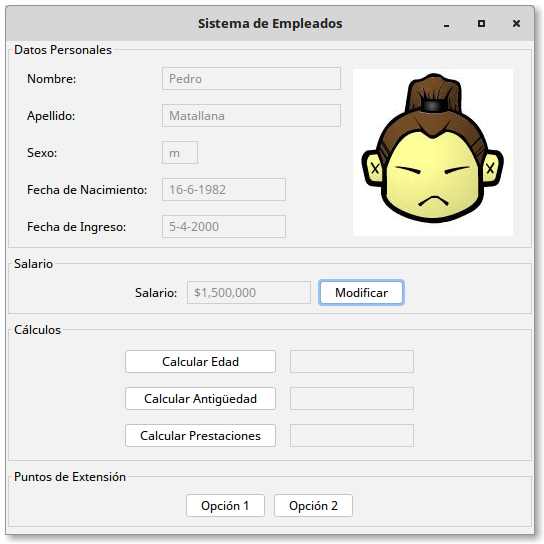 Sistema de Empleados
Datos Personales
Nombre: Pedro
Apellido: Matallana
Sexo: m
Fecha de Nacimiento: 16-6-1982
Fecha de Ingreso: 5-4-2000
Salario
Salario: $1,500,000 Modificar
Cálculos
Calcular Edad
Calcular Antigüedad
Calcular Prestaciones
Puntos de Extensión
Opción 1 Opción 2